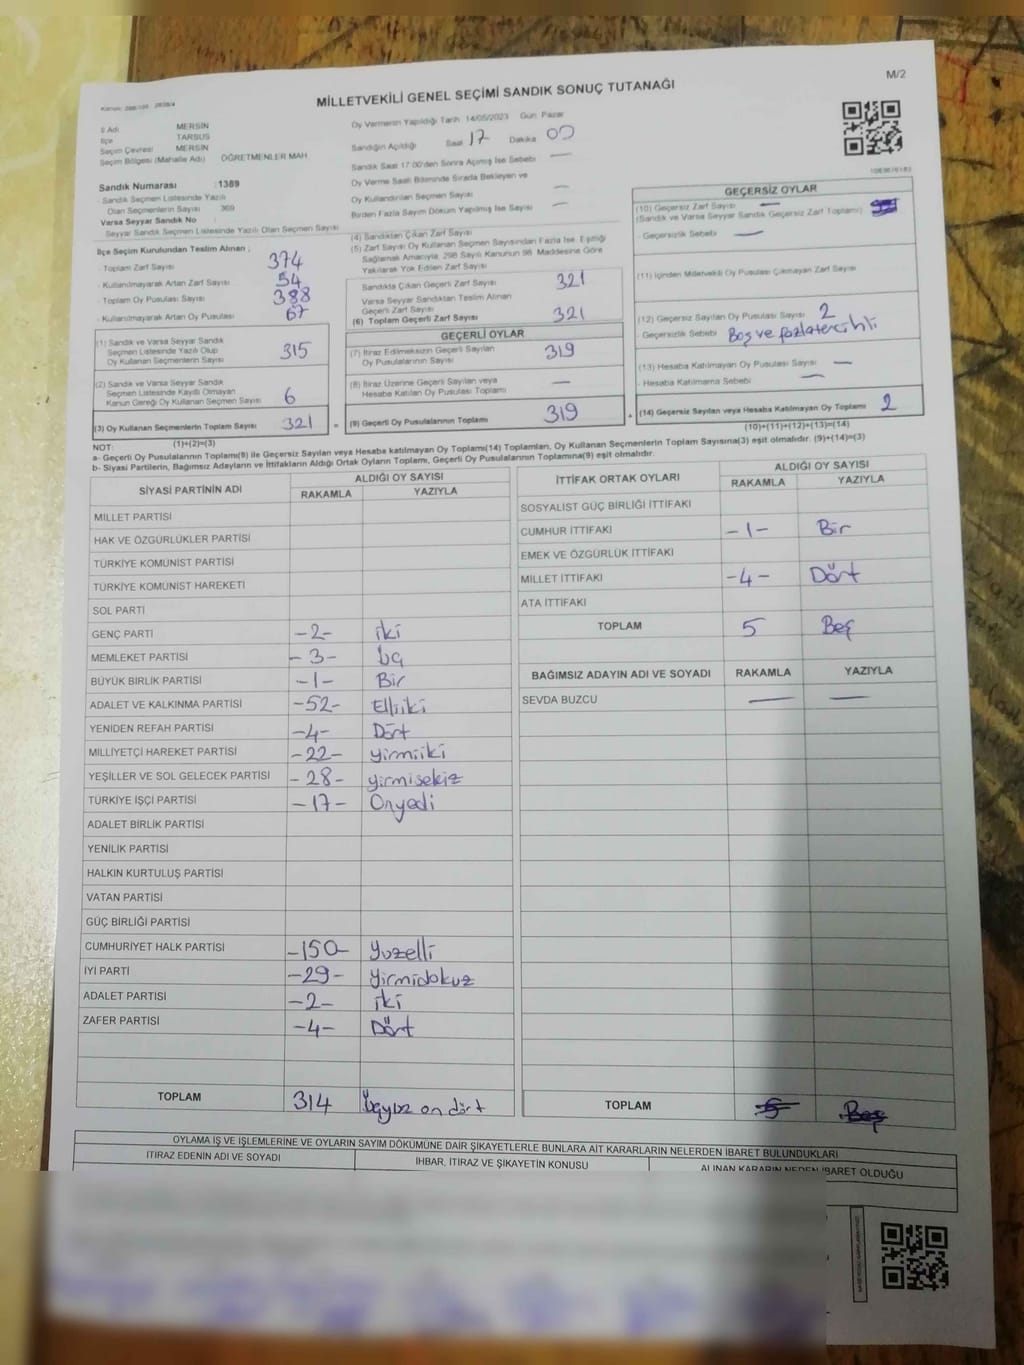 M/2
MİLLETVEKİLİ GENEL SEÇİMİ SANDIK SONUÇ TUTANAĞI
İl Adı MERSİN
İlçe TARSUS
Seçim Çevresi MERSİN
Seçim Bölgesi (Mahalle Adı) ÖĞRETMENLER MAH
Sandık Numarası : 1389
- Sandık Seçmen Listesinde Yazılı
Olan Seçmenlerin Sayısı 369
Varsa Seyyar Sandık No :
Seyyar Sandık Seçmen Listesinde Yazılı Olan Seçmen Sayısı
Oy Vermenin Yapıldığı Tarih 14/05/2023 Gün Pazar
Sandığın Açıldığı Saat 17 Dakika 00
Sandık Saat 17:00'den Sonra Açılmış İse Sebebi —
Oy Verme Saati Bitiminde Sırada Bekleyen ve
Oy Kullandırılan Seçmen Sayısı —
Birden Fazla Sayım Döküm Yapılmış İse Sayısı —
İlçe Seçim Kurulundan Teslim Alınan ;
- Toplam Zarf Sayısı 374
- Kullanılmayarak Artan Zarf Sayısı 54
- Toplam Oy Pusulası Sayısı 388
- Kullanılmayarak Artan Oy Pusulası 67
(1) Sandık ve Varsa Seyyar Sandık
Seçmen Listesinde Yazılı Olup
Oy Kullanan Seçmenlerin Sayısı 315
(2) Sandık ve Varsa Seyyar Sandık
Seçmen Listesinde Kayıtlı Olmayan
Kanun Gereği Oy Kullanan Seçmen Sayısı 6
(3) Oy Kullanan Seçmenlerin Toplam Sayısı 321 =
(1)+(2)=(3)
(4) Sandıktan Çıkan Zarf Sayısı
(5) Zarf Sayısı Oy Kullanan Seçmen Sayısından Fazla İse, Eşitliği
Sağlamak Amacıyla, 298 Sayılı Kanunun 98. Maddesine Göre
Yakılarak Yok Edilen Zarf Sayısı
Sandıkta Çıkan Geçerli Zarf Sayısı 321
Varsa Seyyar Sandıktan Teslim Alınan
Geçerli Zarf Sayısı
(6) Toplam Geçerli Zarf Sayısı 321
GEÇERLİ OYLAR
(7) İtiraz Edilmeksizin Geçerli Sayılan
Oy Pusulalarının Sayısı 319
(8) İtiraz Üzerine Geçerli Sayılan veya
Hesaba Katılan Oy Pusulası Toplamı —
(9) Geçerli Oy Pusulalarının Toplamı 319 +
GEÇERSİZ OYLAR
(10) Geçersiz Zarf Sayısı —
(Sandık ve Varsa Seyyar Sandık Geçersiz Zarf Toplamı)
- Geçersizlik Sebebi —
(11) İçinden Milletvekili Oy Pusulası Çıkmayan Zarf Sayısı
(12) Geçersiz Sayılan Oy Pusulası Sayısı 2
- Geçersizlik Sebebi Boş ve fazla tercihli
(13) Hesaba Katılmayan Oy Pusulası Sayısı —
- Hesaba Katılmama Sebebi —
(14) Geçersiz Sayılan veya Hesaba Katılmayan Oy Toplamı 2
(10)+(11)+(12)+(13)=(14)
NOT:
a- Geçerli Oy Pusulalarının Toplamı(9) ile Geçersiz Sayılan veya Hesaba katılmayan Oy Toplamı(14) Toplamları, Oy Kullanan Seçmenlerin Toplam Sayısına(3) eşit olmalıdır. (9)+(14)=(3)
b- Siyasi Partilerin, Bağımsız Adayların ve İttifakların Aldığı Ortak Oyların Toplamı, Geçerli Oy Pusulalarının Toplamına(9) eşit olmalıdır.
SİYASİ PARTİNİN ADI ALDIĞI OY SAYISI
RAKAMLA YAZIYLA
MİLLET PARTİSİ
HAK VE ÖZGÜRLÜKLER PARTİSİ
TÜRKİYE KOMÜNİST PARTİSİ
TÜRKİYE KOMÜNİST HAREKETİ
SOL PARTİ
GENÇ PARTİ -2- iki
MEMLEKET PARTİSİ -3- üç
BÜYÜK BİRLİK PARTİSİ -1- Bir
ADALET VE KALKINMA PARTİSİ -52- Elliiki
YENİDEN REFAH PARTİSİ -4- Dört
MİLLİYETÇİ HAREKET PARTİSİ -22- yirmiiki
YEŞİLLER VE SOL GELECEK PARTİSİ -28- yirmisekiz
TÜRKİYE İŞÇİ PARTİSİ -17- Onyedi
ADALET BİRLİK PARTİSİ
YENİLİK PARTİSİ
HALKIN KURTULUŞ PARTİSİ
VATAN PARTİSİ
GÜÇ BİRLİĞİ PARTİSİ
CUMHURİYET HALK PARTİSİ -150- yüzelli
İYİ PARTİ -29- yirmidokuz
ADALET PARTİSİ -2- iki
ZAFER PARTİSİ -4- Dört
TOPLAM 314 üçyüz on dört
İTTİFAK ORTAK OYLARI ALDIĞI OY SAYISI
RAKAMLA YAZIYLA
SOSYALİST GÜÇ BİRLİĞİ İTTİFAKI
CUMHUR İTTİFAKI -1- Bir
EMEK VE ÖZGÜRLÜK İTTİFAKI
MİLLET İTTİFAKI -4- Dört
ATA İTTİFAKI
TOPLAM 5 Beş
BAĞIMSIZ ADAYIN ADI VE SOYADI RAKAMLA YAZIYLA
SEVDA BUZCU — —
TOPLAM 5 Beş
OYLAMA İŞ VE İŞLEMLERİNE VE OYLARIN SAYIM DÖKÜMÜNE DAİR ŞİKAYETLERLE BUNLARA AİT KARARLARIN NELERDEN İBARET BULUNDUKLARI
İTİRAZ EDENİN ADI VE SOYADI İHBAR, İTİRAZ VE ŞİKAYETİN KONUSU ALINAN KARARIN NEDEN İBARET OLDUĞU